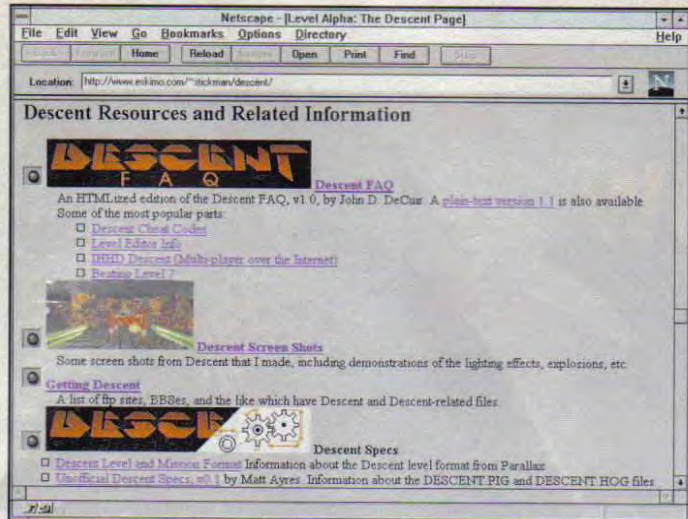 Netscape - [Level Alpha: The Descent Page]
File Edit View Go Bookmarks Options Directory Help
Back Forward Home Reload Images Open Print Find Stop
Location: http://www.eskimo.com/~stickman/descent/
N
Descent Resources and Related Information
DESCENT
FAQ
Descent FAQ
An HTMLized edition of the Descent FAQ, v1.0, by John D. DeCuir. A plain-text version 1.1 is also available.
Some of the most popular parts:
Descent Cheat Codes
Level Editor Info
IHHD Descent (Multi-player over the Internet)
Beating Level 7
Descent Screen Shots
Some screen shots from Descent that I made, including demonstrations of the lighting effects, explosions, etc.
Getting Descent
A list of ftp sites, BBSes, and the like which have Descent and Descent-related files.
DESCE
Descent Specs
Descent Level and Mission Format Information about the Descent level format from Parallax
Unofficial Descent Specs, v0.1 by Matt Ayres. Information about the DESCENT.PIG and DESCENT.HOG files